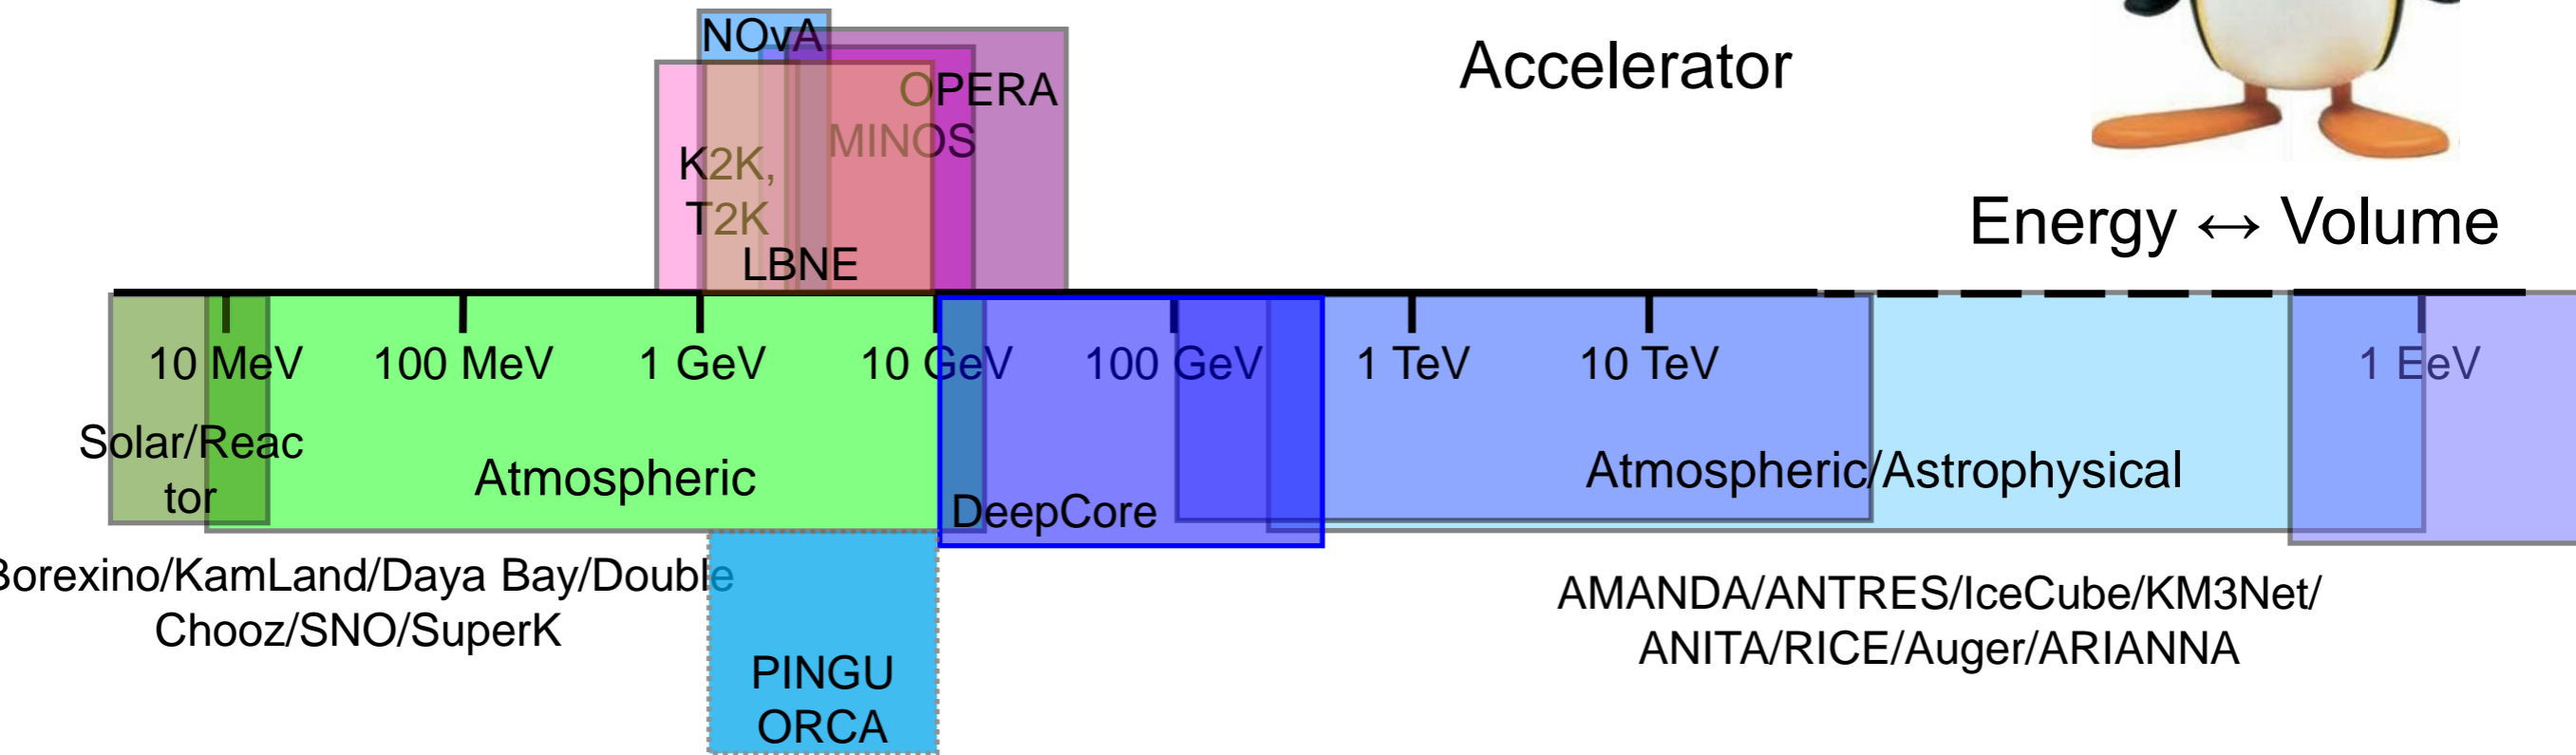 NOvA
Accelerator
OPERA
MINOS
K2K,
T2K
LBNE
Energy ↔ Volume
10 MeV 100 MeV 1 GeV 10 GeV 100 GeV 1 TeV 10 TeV 1 EeV
Solar/Reac
tor
Atmospheric
DeepCore
Atmospheric/Astrophysical
Borexino/KamLand/Daya Bay/Double
Chooz/SNO/SuperK
AMANDA/ANTRES/IceCube/KM3Net/
ANITA/RICE/Auger/ARIANNA
PINGU
ORCA